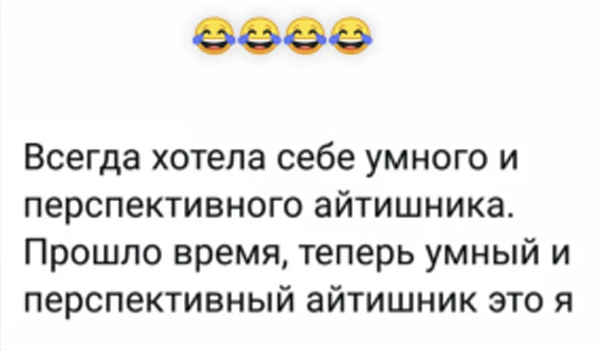 😂😂😂😂
Всегда хотела себе умного и
перспективного айтишника.
Прошло время, теперь умный и
перспективный айтишник это я